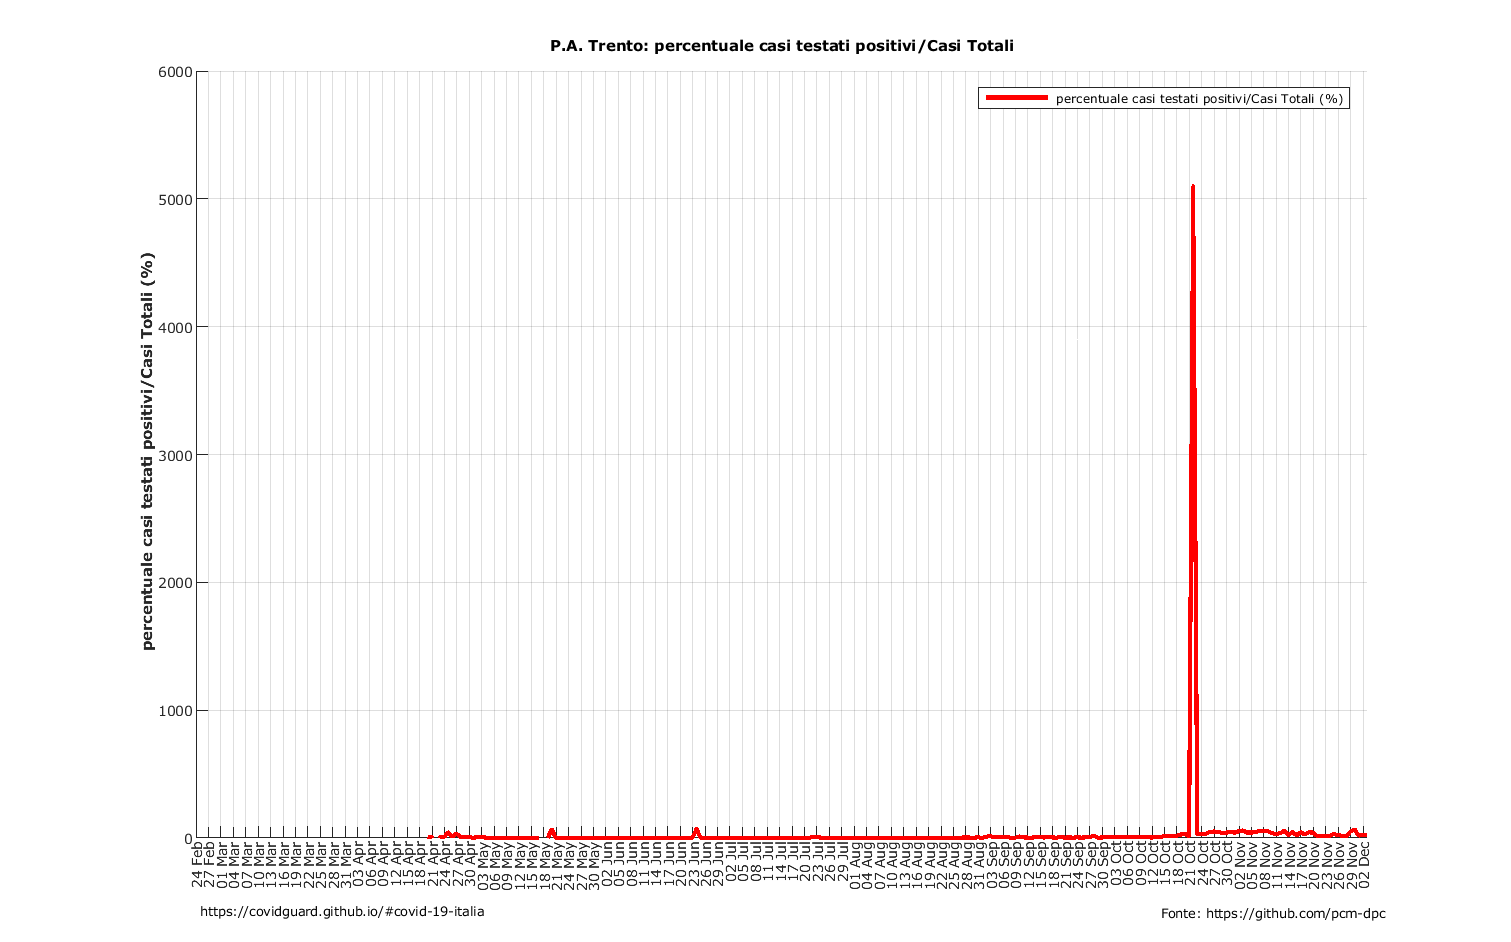 P.A. Trento: percentuale casi testati positivi/Casi Totali
percentuale casi testati positivi/Casi Totali (%)
percentuale casi testati positivi/Casi Totali (%)
6000
5000
4000
3000
2000
1000
0
24 Feb
27 Feb
01 Mar
04 Mar
07 Mar
10 Mar
13 Mar
16 Mar
19 Mar
22 Mar
25 Mar
28 Mar
31 Mar
03 Apr
06 Apr
09 Apr
12 Apr
15 Apr
18 Apr
21 Apr
24 Apr
27 Apr
30 Apr
03 May
06 May
09 May
12 May
15 May
18 May
21 May
24 May
27 May
30 May
02 Jun
05 Jun
08 Jun
11 Jun
14 Jun
17 Jun
20 Jun
23 Jun
26 Jun
29 Jun
02 Jul
05 Jul
08 Jul
11 Jul
14 Jul
17 Jul
20 Jul
23 Jul
26 Jul
29 Jul
01 Aug
04 Aug
07 Aug
10 Aug
13 Aug
16 Aug
19 Aug
22 Aug
25 Aug
28 Aug
31 Aug
03 Sep
06 Sep
09 Sep
12 Sep
15 Sep
18 Sep
21 Sep
24 Sep
27 Sep
30 Sep
03 Oct
06 Oct
09 Oct
12 Oct
15 Oct
18 Oct
21 Oct
24 Oct
27 Oct
30 Oct
02 Nov
05 Nov
08 Nov
11 Nov
14 Nov
17 Nov
20 Nov
23 Nov
26 Nov
29 Nov
02 Dec
https://covidguard.github.io/#covid-19-italia
Fonte: https://github.com/pcm-dpc